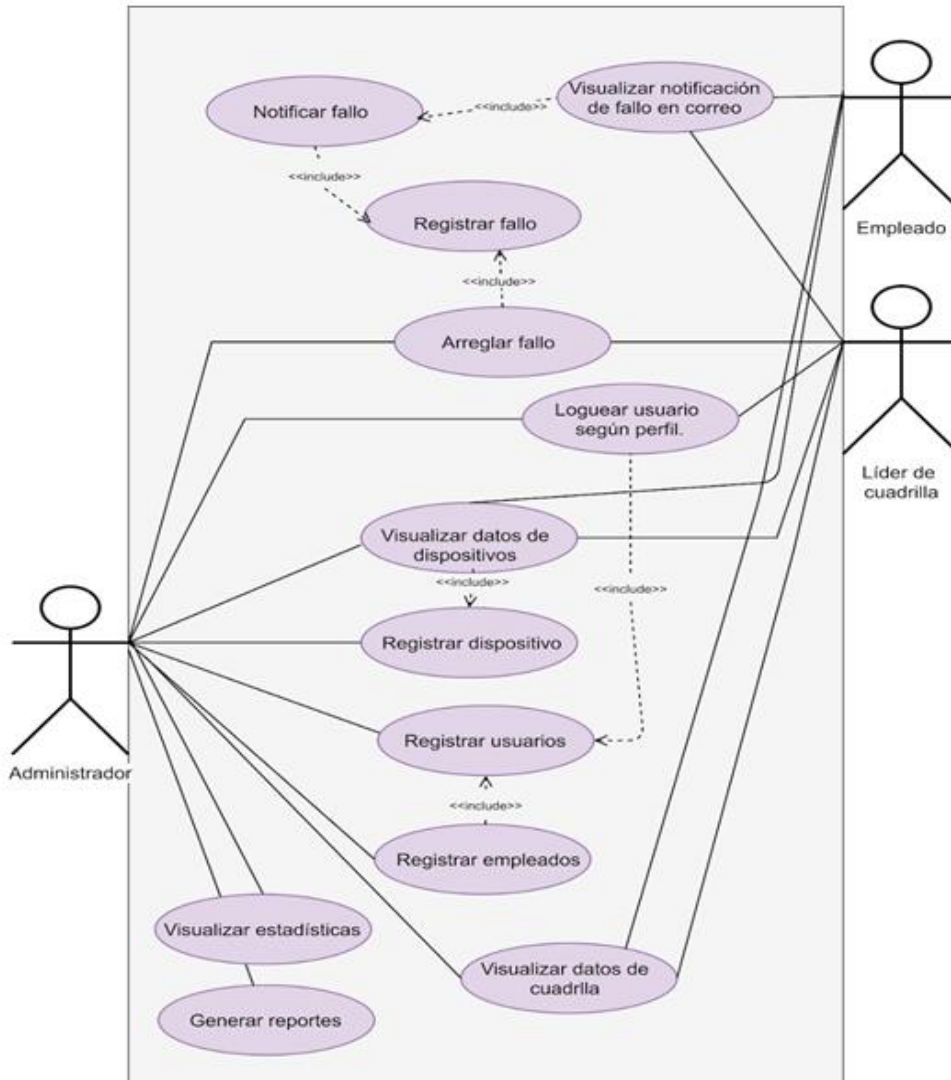 Visualizar notificación
de fallo en correo
Notificar fallo
<<include>>
<<include>>
Registrar fallo
Empleado
<<include>>
Arreglar fallo
Loguear usuario
según perfil.
Líder de
cuadrilla
Visualizar datos de
dispositivos
<<include>>
<<include>>
Registrar dispositivo
Registrar usuarios
Administrador
<<include>>
Registrar empleados
Visualizar estadísticas
Visualizar datos de
cuadrlla
Generar reportes